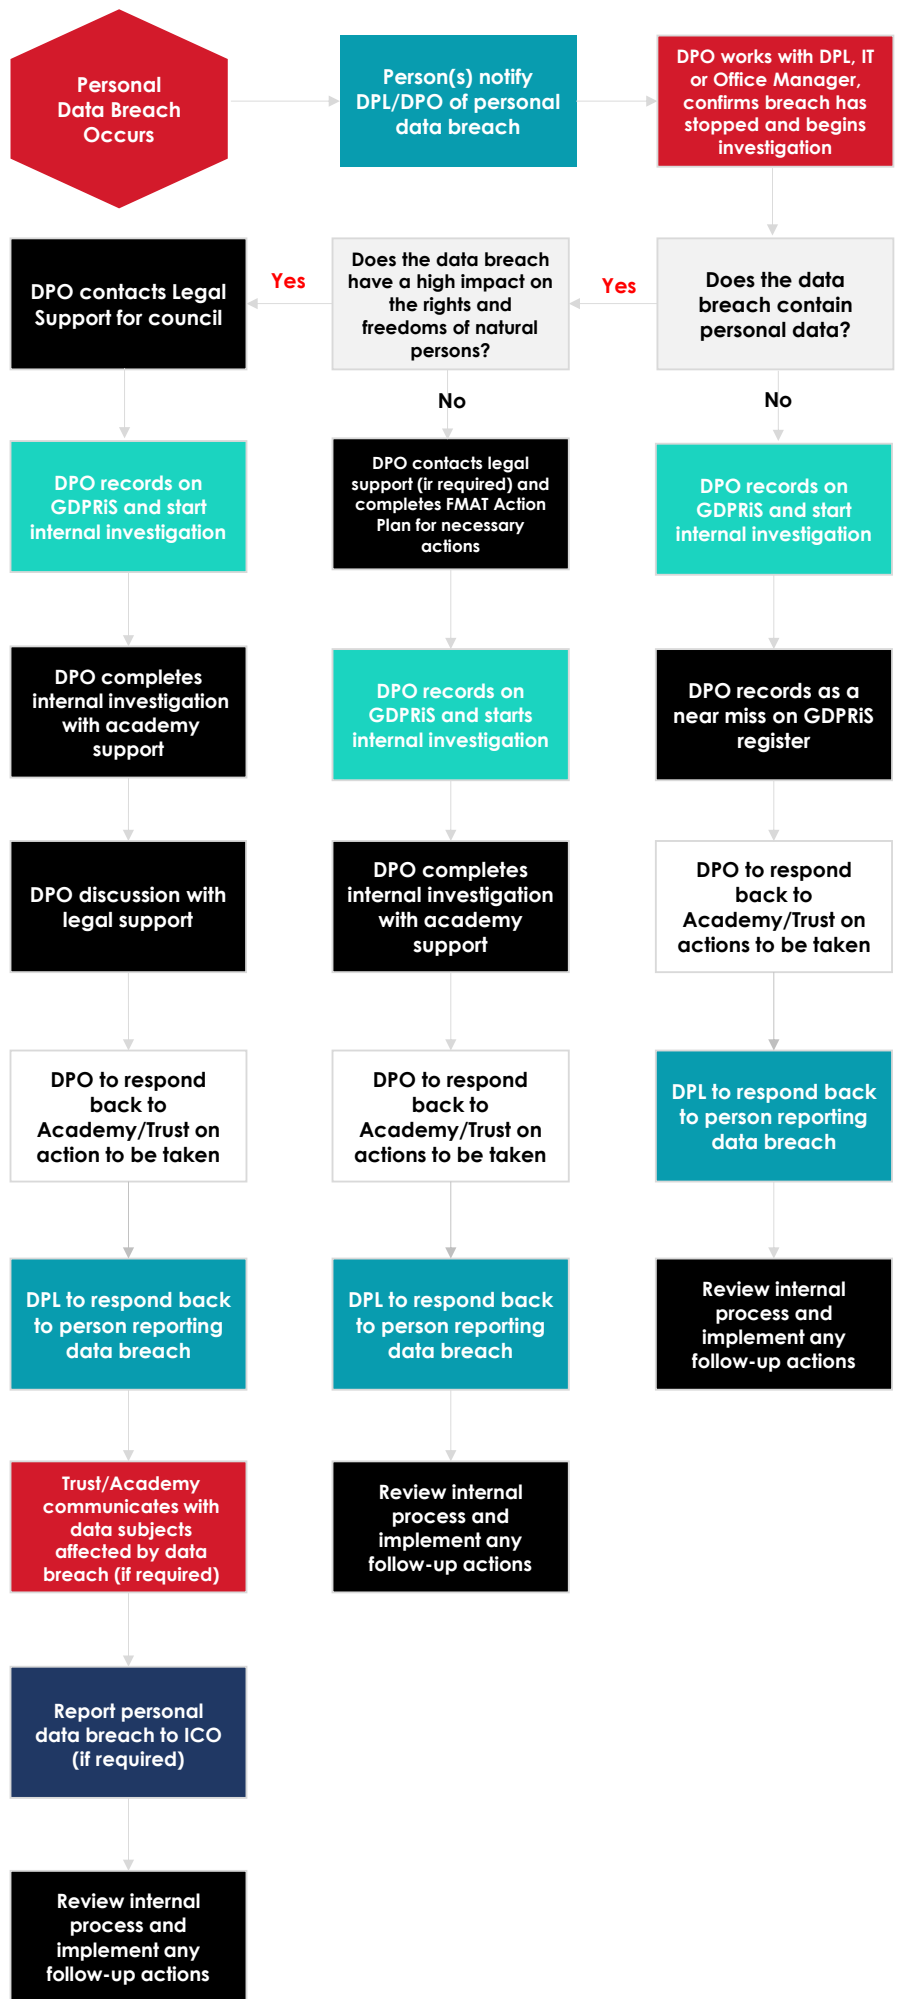 Personal
Data Breach
Occurs
Person(s) notify
DPL/DPO of personal
data breach
DPO works with DPL, IT
or Office Manager,
confirms breach has
stopped and begins
investigation
DPO contacts Legal
Support for council
Yes
Does the data breach
have a high impact on
the rights and
freedoms of natural
persons?
Yes
Does the data
breach contain
personal data?
No
No
DPO records on
GDPRiS and start
internal investigation
DPO contacts legal
support (ir required) and
completes FMAT Action
Plan for necessary
actions
DPO records on
GDPRiS and start
internal investigation
DPO completes
internal investigation
with academy
support
DPO records on
GDPRiS and starts
internal investigation
DPO records as a
near miss on GDPRiS
register
DPO discussion with
legal support
DPO completes
internal investigation
with academy
support
DPO to respond
back to
Academy/Trust on
actions to be taken
DPO to respond
back to
Academy/Trust on
action to be taken
DPO to respond
back to
Academy/Trust on
actions to be taken
DPL to respond back
to person reporting
data breach
DPL to respond back
to person reporting
data breach
DPL to respond back
to person reporting
data breach
Review internal
process and
implement any
follow-up actions
Trust/Academy
communicates with
data subjects
affected by data
breach (if required)
Review internal
process and
implement any
follow-up actions
Report personal
data breach to ICO
(if required)
Review internal
process and
implement any
follow-up actions